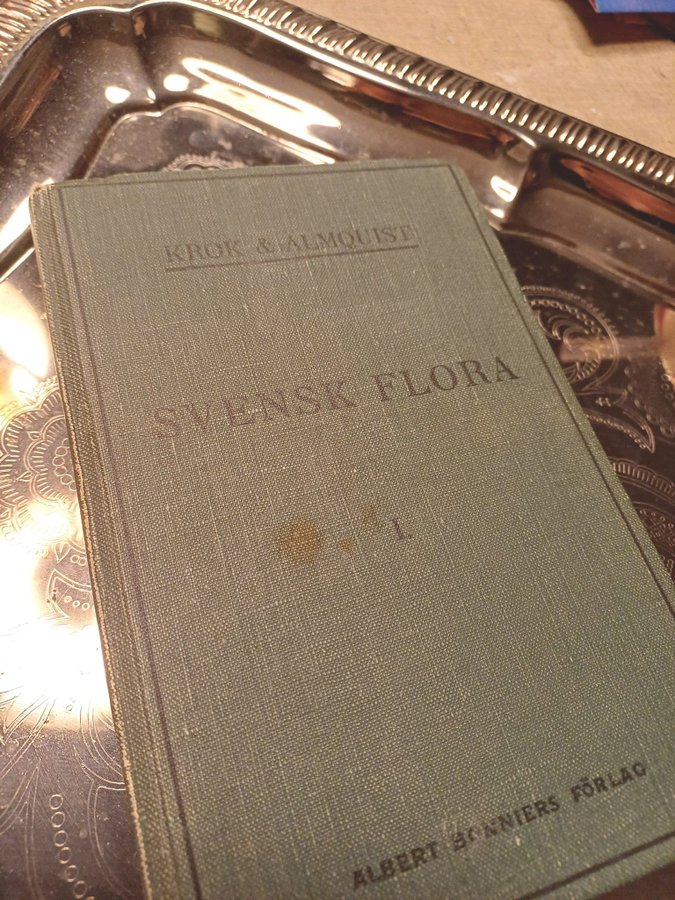 KROK & ALMQUIST
SVENSK FLORA
I.
ALBERT BONNIERS FÖRLAG